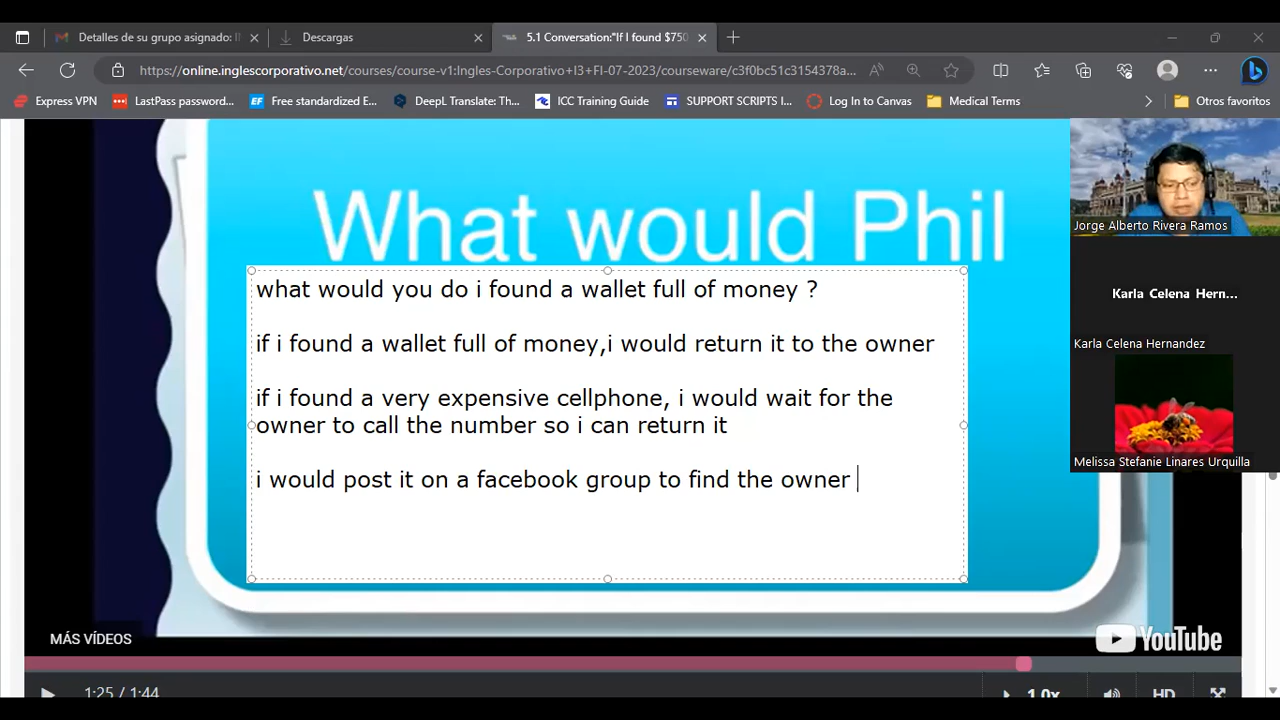 Detalles de su grupo asignado: II
Descargas
5.1 Conversation:"If I found $750
https://online.inglescorporativo.net/courses/course-v1:Ingles-Corporativo+I3+FI-07-2023/courseware/c3f0bc51c3154378a...
Express VPN
LastPass password...
Free standardized E...
DeepL Translate: Th...
ICC Training Guide
SUPPORT SCRIPTS I...
Log In to Canvas
Medical Terms
Otros favoritos
What would Phil
what would you do i found a wallet full of money ?
if i found a wallet full of money,i would return it to the owner
if i found a very expensive cellphone, i would wait for the
owner to call the number so i can return it
i would post it on a facebook group to find the owner
Jorge Alberto Rivera Ramos
Karla Celena Hern...
Karla Celena Hernandez
Melissa Stefanie Linares Urquilla
MÁS VÍDEOS
YouTube
1:25 / 1:44
1.0x
HD